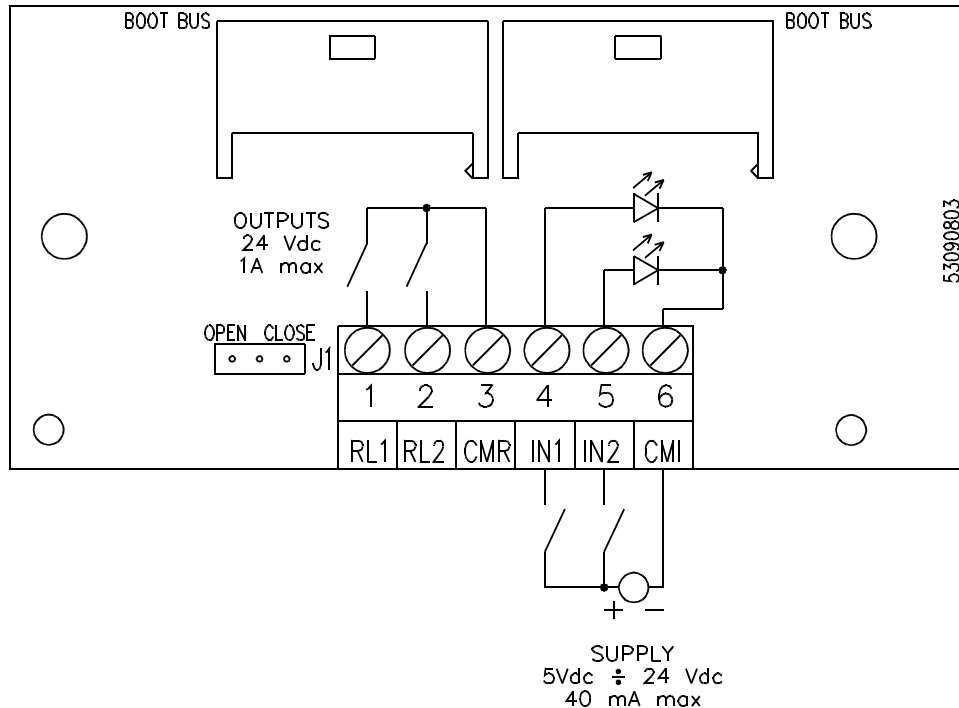 BOOT BUS
BOOT BUS
OUTPUTS
24 Vdc
1A max
53090803
OPEN CLOSE
J1
1 2 3 4 5 6
RL1 RL2 CMR IN1 IN2 CMI
+ −
SUPPLY
5Vdc ÷ 24 Vdc
40 mA max